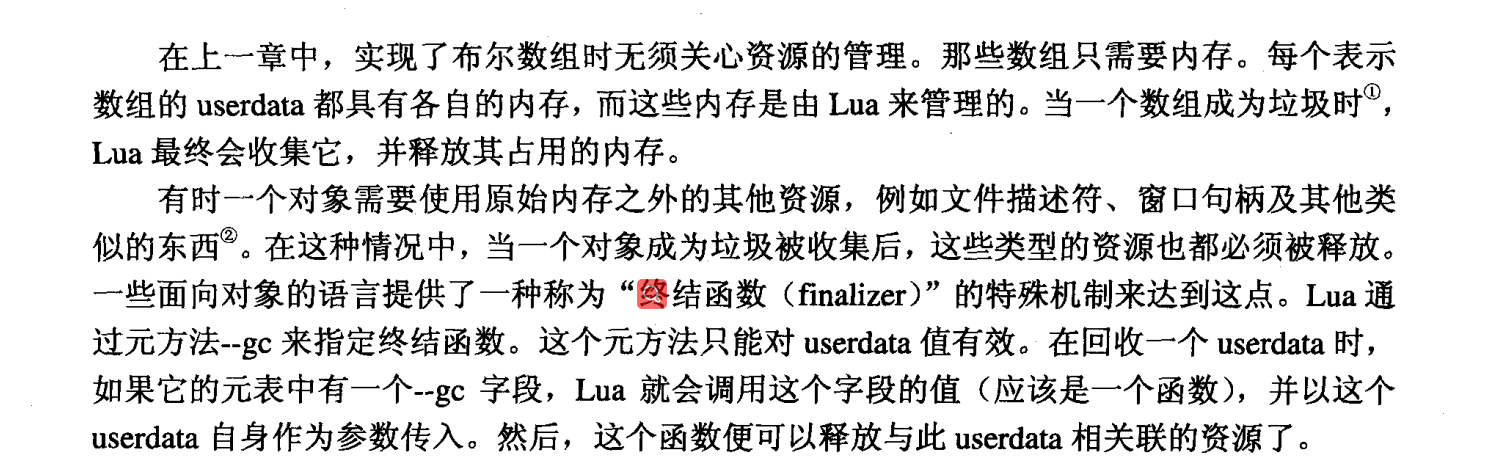 在上一章中，实现了布尔数组时无须关心资源的管理。那些数组只需要内存。每个表示
数组的 userdata 都具有各自的内存，而这些内存是由 Lua 来管理的。当一个数组成为垃圾时①，
Lua 最终会收集它，并释放其占用的内存。
有时一个对象需要使用原始内存之外的其他资源，例如文件描述符、窗口句柄及其他类
似的东西②。在这种情况中，当一个对象成为垃圾被收集后，这些类型的资源也都必须被释放。
一些面向对象的语言提供了一种称为“终结函数（finalizer）”的特殊机制来达到这点。Lua 通
过元方法--gc 来指定终结函数。这个元方法只能对 userdata 值有效。在回收一个 userdata 时，
如果它的元表中有一个--gc 字段，Lua 就会调用这个字段的值（应该是一个函数），并以这个
userdata 自身作为参数传入。然后，这个函数便可以释放与此 userdata 相关联的资源了。